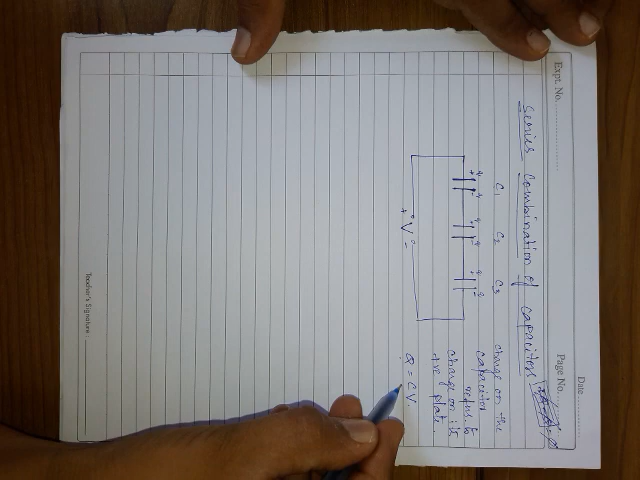 Date............
Expt. No. ............ Page No.
Series Combination of Capacitors
C1 C2 C3
charge on the
capacitor
refers to
charge on its
+ve plate.
+ V -
Q = CV.
Teacher's Signature :